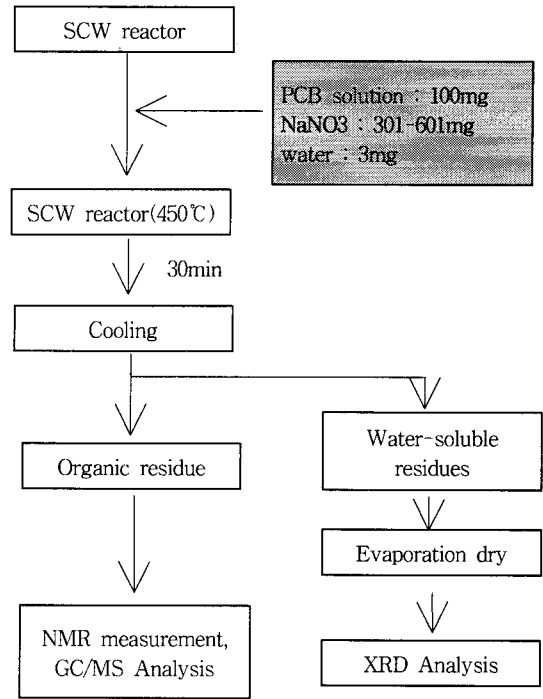 SCW reactor
PCB solution : 100mg
NaNO3 : 301-601mg
water : 3mg
SCW reactor(450℃)
30min
Cooling
Organic residue
Water-soluble
residues
Evaporation dry
NMR measurement,
GC/MS Analysis
XRD Analysis